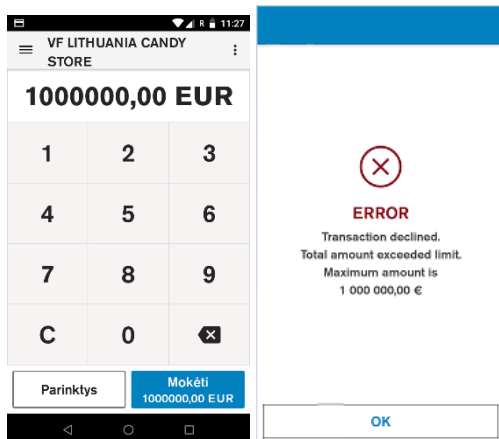 R 11:27
VF LITHUANIA CANDY
STORE
1000000,00 EUR
1 2 3
4 5 6
7 8 9
C 0
Parinktys
Mokėti
1000000,00 EUR
ERROR
Transaction declined.
Total amount exceeded limit.
Maximum amount is
1 000 000,00 €
OK